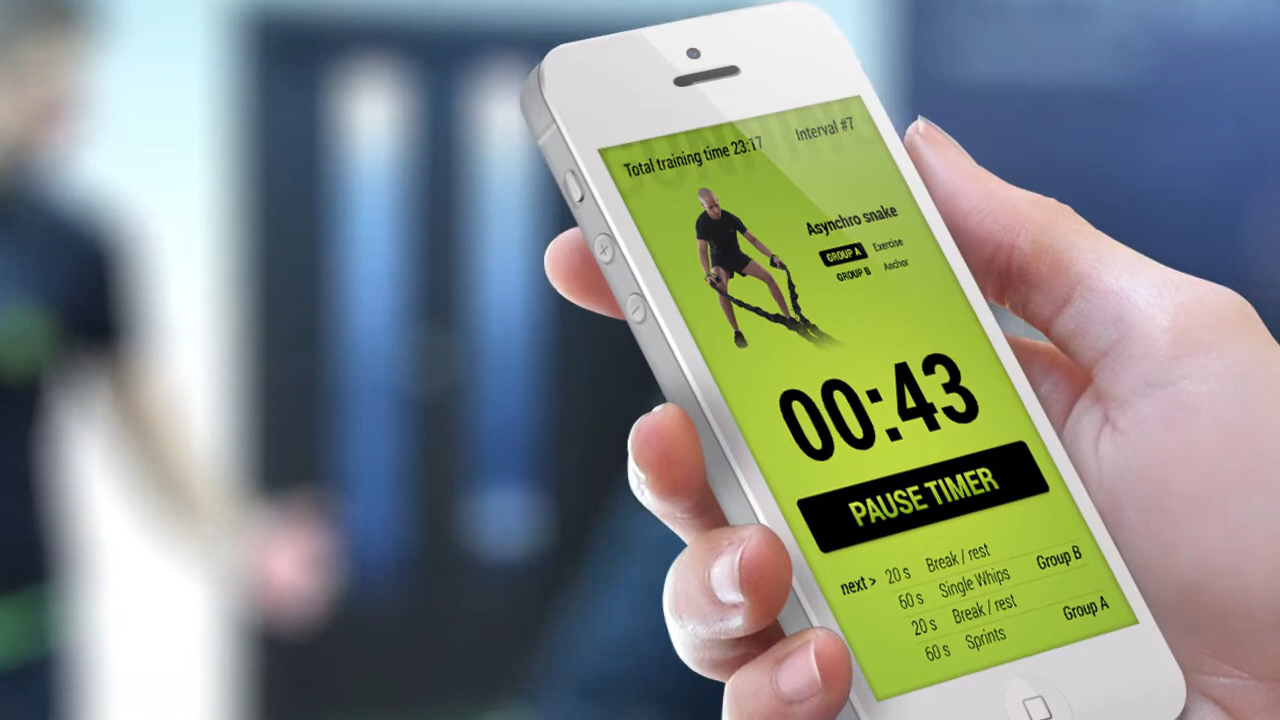 Total training time 23:17 Interval #7
Asynchro snake
GROUP A Exercise
GROUP B Anchor
00:43
PAUSE TIMER
next > 20 s Break / rest
60 s Single Whips Group B
20 s Break / rest
60 s Sprints Group A